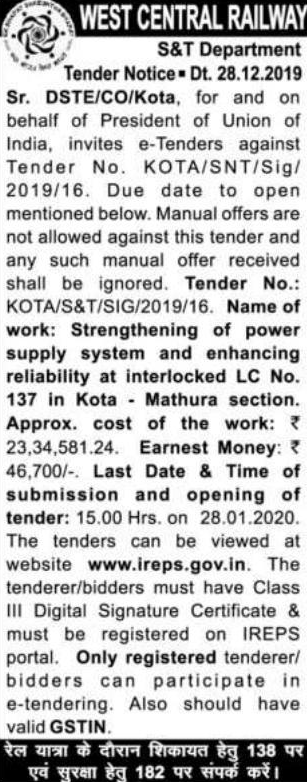 WEST CENTRAL RAILWAY
S&T Department
Tender Notice ▪ Dt. 28.12.2019
Sr. DSTE/CO/Kota, for and on
behalf of President of Union of
India, invites e-Tenders against
Tender No. KOTA/SNT/Sig/
2019/16. Due date to open
mentioned below. Manual offers are
not allowed against this tender and
any such manual offer received
shall be ignored. Tender No.:
KOTA/S&T/SIG/2019/16. Name of
work: Strengthening of power
supply system and enhancing
reliability at interlocked LC No.
137 in Kota - Mathura section.
Approx. cost of the work: ₹
23,34,581.24. Earnest Money: ₹
46,700/-. Last Date & Time of
submission and opening of
tender: 15.00 Hrs. on 28.01.2020.
The tenders can be viewed at
website www.ireps.gov.in. The
tenderer/bidders must have Class
III Digital Signature Certificate &
must be registered on IREPS
portal. Only registered tenderer/
bidders can participate in
e-tendering. Also should have
valid GSTIN.
रेल यात्रा के दौरान शिकायत हेतु 138 पर
एवं सुरक्षा हेतु 182 पर संपर्क करें।